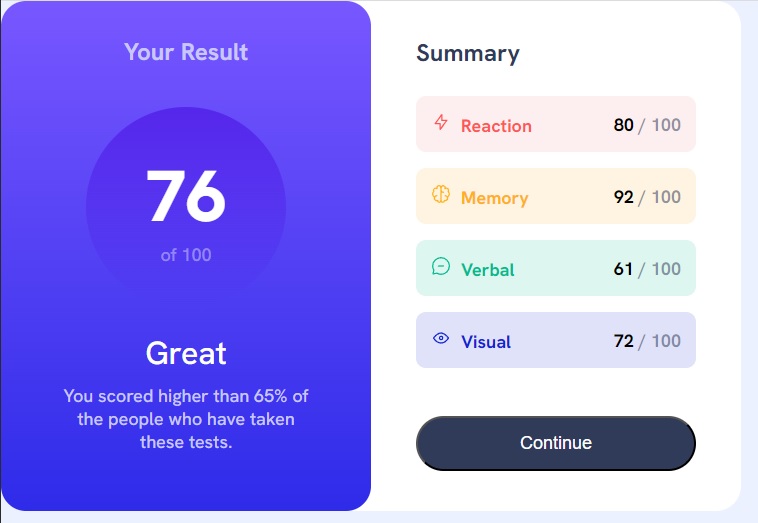 Your Result
76
of 100
Great
You scored higher than 65% of
the people who have taken
these tests.
Summary
Reaction 80 / 100
Memory 92 / 100
Verbal 61 / 100
Visual 72 / 100
Continue